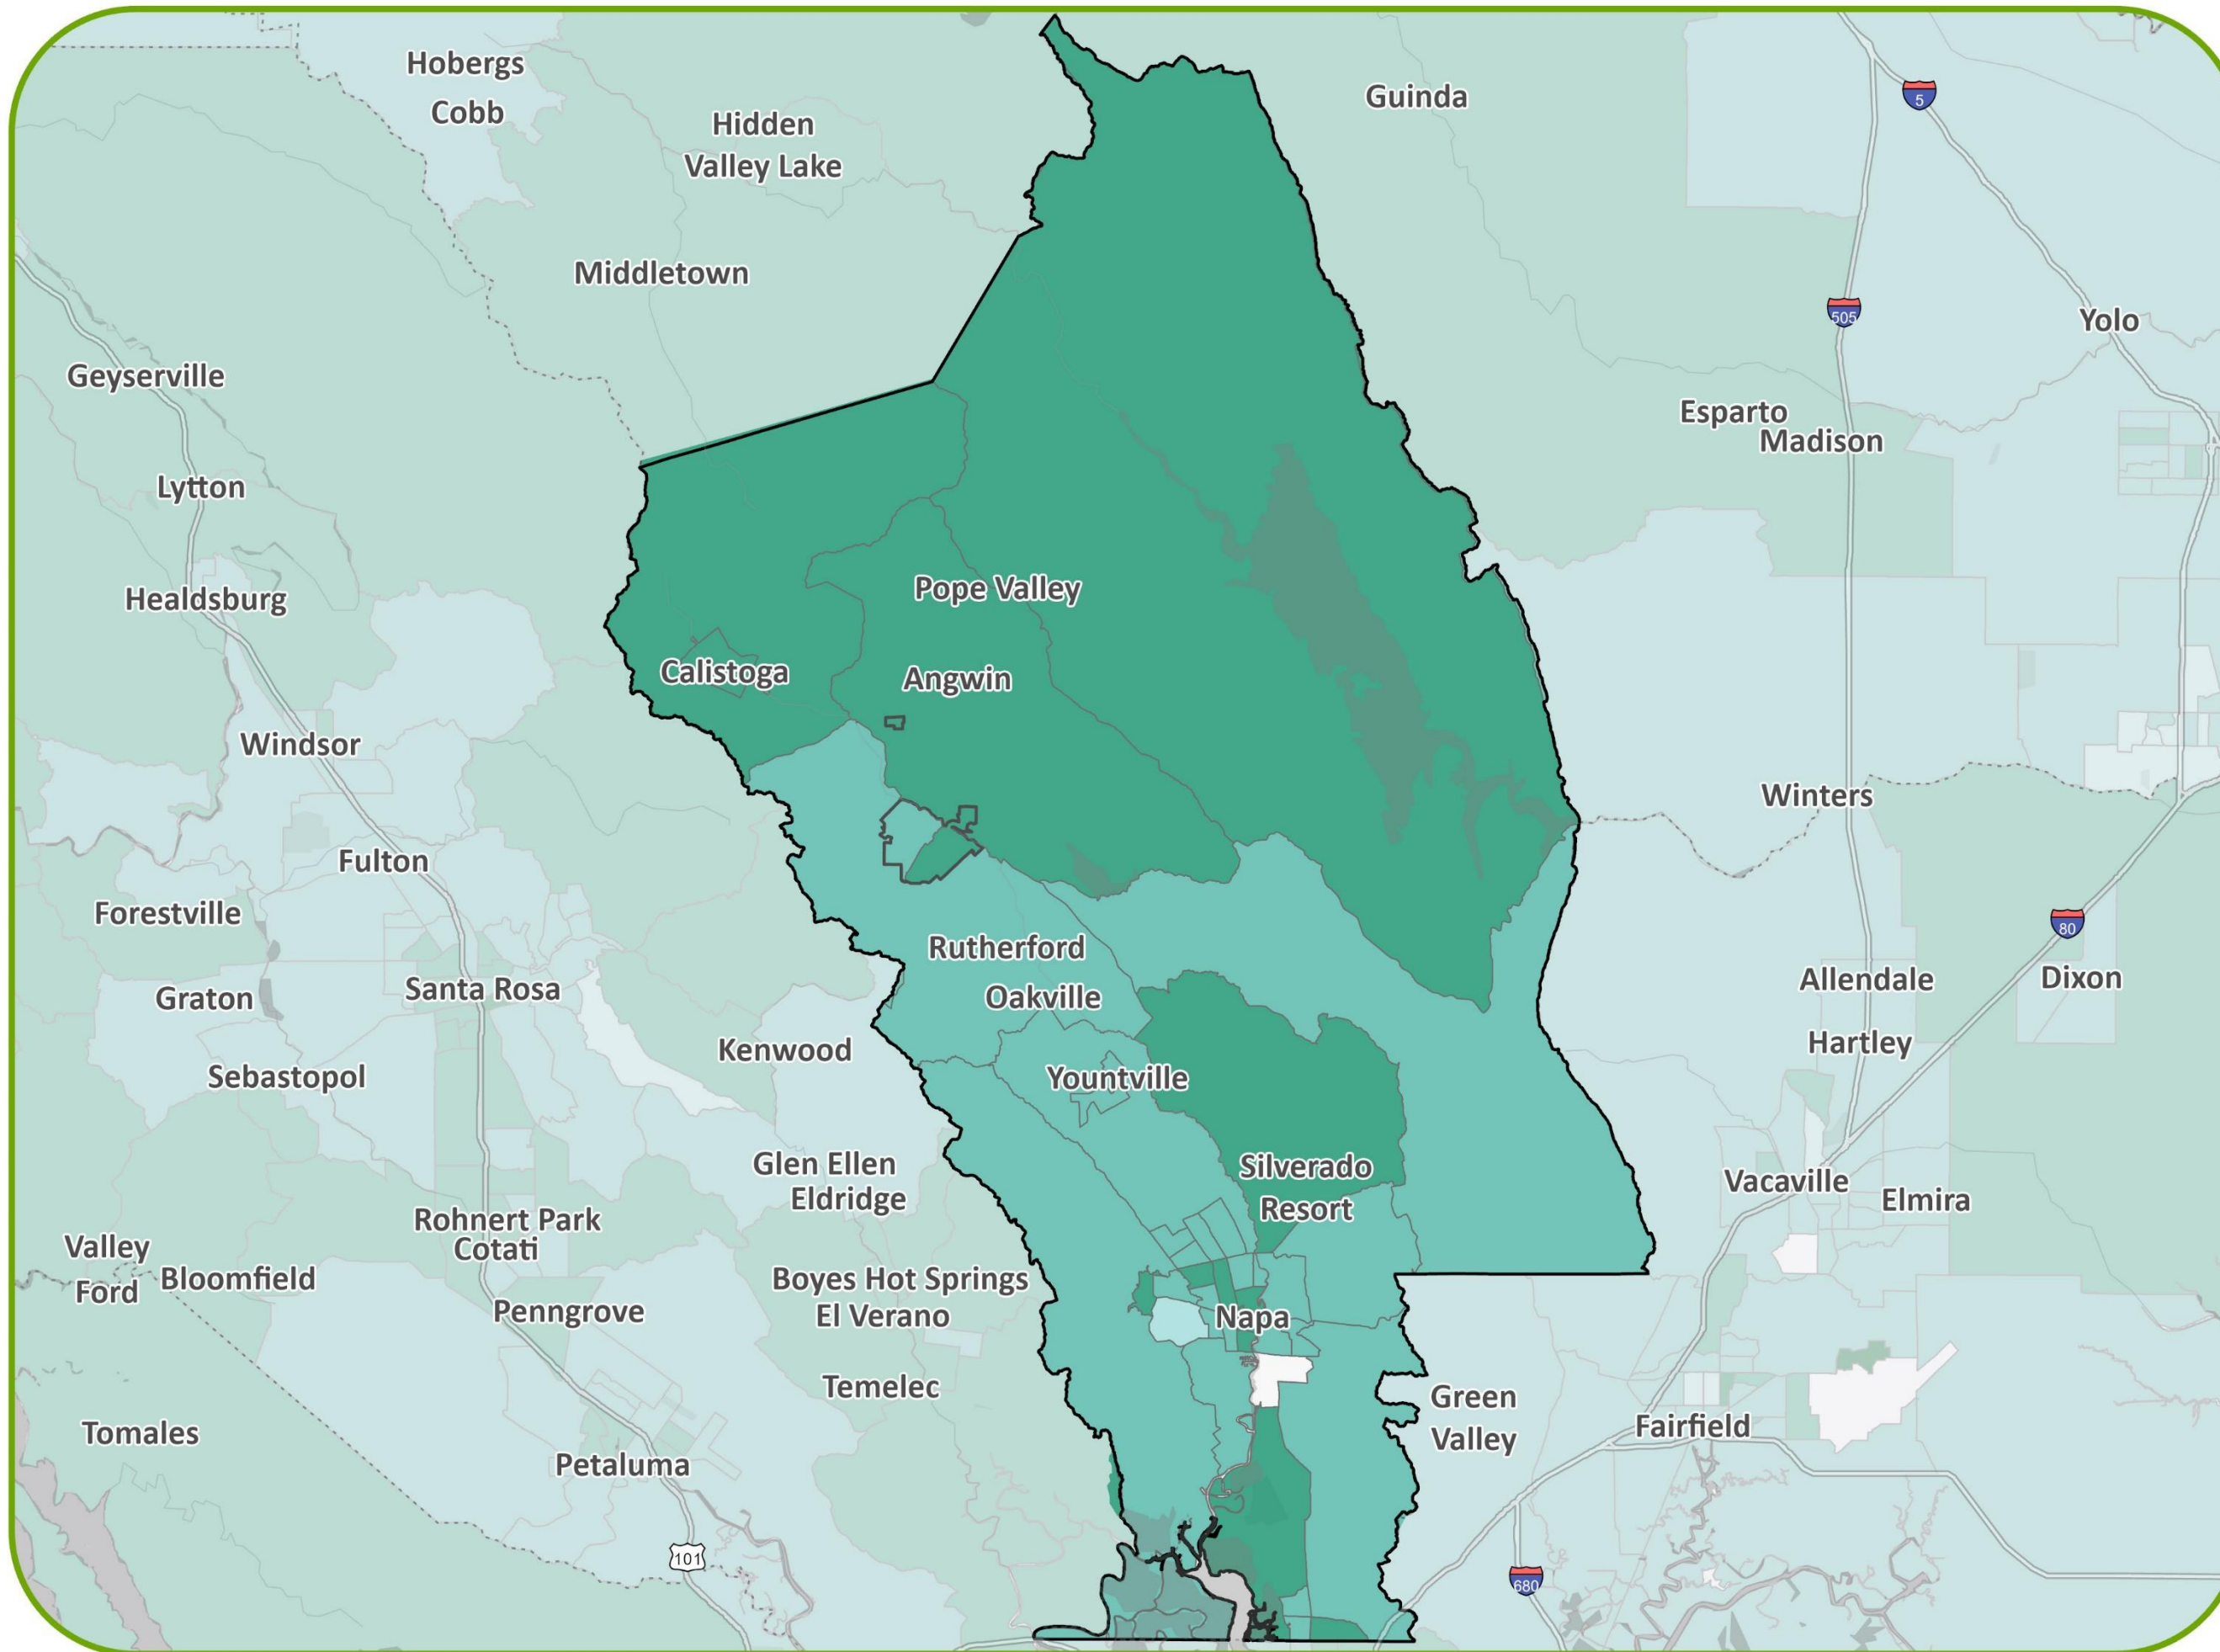 Hobergs
Cobb
Hidden
Valley Lake
Guinda
5
Middletown
505
Yolo
Geyserville
Esparto
Madison
Lytton
Pope Valley
Healdsburg
Calistoga
Angwin
Windsor
Winters
Fulton
Forestville
80
Rutherford
Santa Rosa
Graton
Oakville
Allendale
Dixon
Kenwood
Hartley
Sebastopol
Yountville
Glen Ellen
Silverado
Resort
Vacaville
Eldridge
Elmira
Rohnert Park
Cotati
Valley
Ford
Bloomfield
Boyes Hot Springs
El Verano
Penngrove
Napa
Temelec
Green
Valley
Tomales
Fairfield
Petaluma
101
680